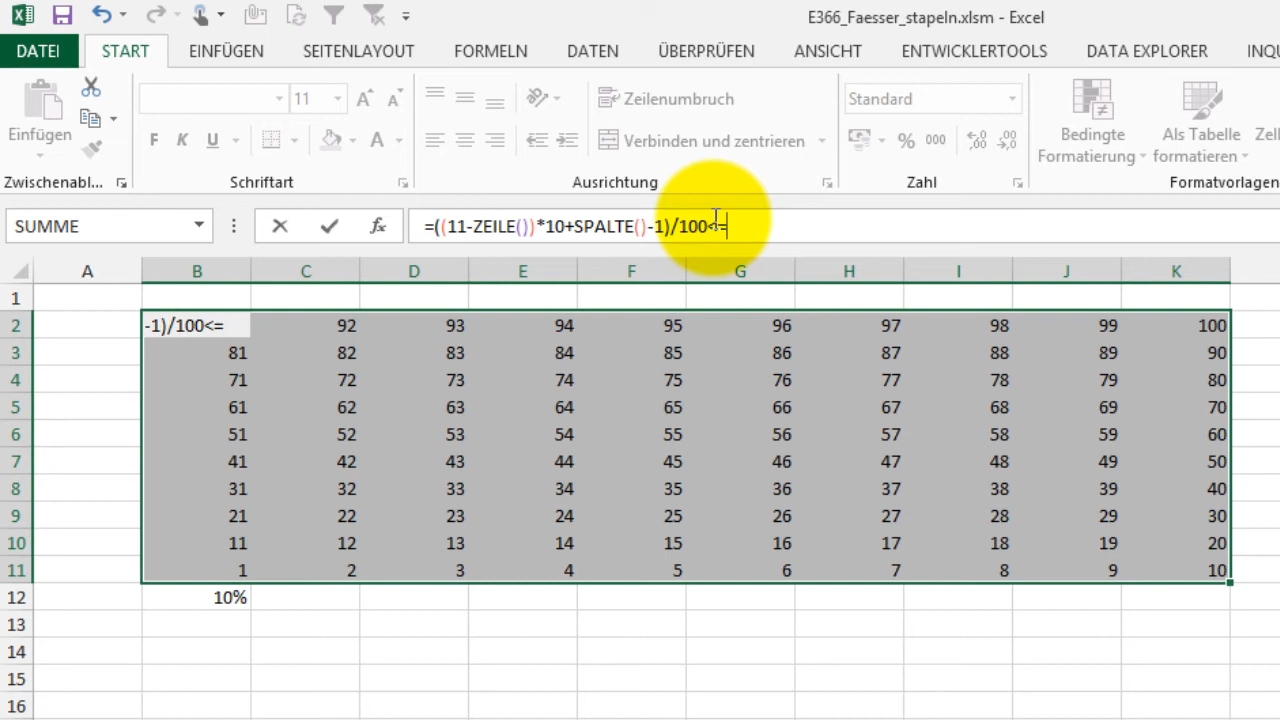 E366_Faesser_stapeln.xlsm - Excel
DATEI START EINFÜGEN SEITENLAYOUT FORMELN DATEN ÜBERPRÜFEN ANSICHT ENTWICKLERTOOLS DATA EXPLORER INQ
11 A A Zeilenumbruch Standard
Einfügen F K U A Verbinden und zentrieren % 000 Bedingte Formatierung Als Tabelle formatieren Zell
Zwischenabl... Schriftart Ausrichtung Zahl Formatvorlagen
SUMME fx =((11-ZEILE())*10+SPALTE()-1)/100<=
A B C D E F G H I J K
1
2 -1)/100<= 92 93 94 95 96 97 98 99 100
3 81 82 83 84 85 86 87 88 89 90
4 71 72 73 74 75 76 77 78 79 80
5 61 62 63 64 65 66 67 68 69 70
6 51 52 53 54 55 56 57 58 59 60
7 41 42 43 44 45 46 47 48 49 50
8 31 32 33 34 35 36 37 38 39 40
9 21 22 23 24 25 26 27 28 29 30
10 11 12 13 14 15 16 17 18 19 20
11 1 2 3 4 5 6 7 8 9 10
12 10%
13
14
15
16